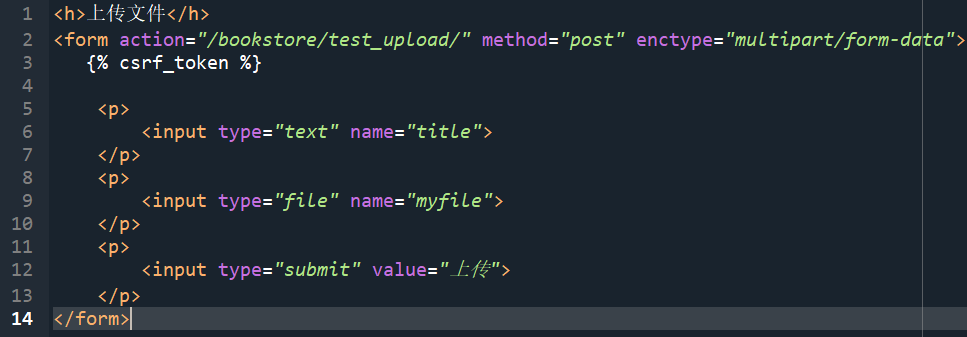 1 <h>上传文件</h>
2 <form action="/bookstore/test_upload/" method="post" enctype="multipart/form-data">
3    {% csrf_token %}
4
5     <p>
6         <input type="text" name="title">
7     </p>
8     <p>
9         <input type="file" name="myfile">
10     </p>
11     <p>
12         <input type="submit" value="上传">
13     </p>
14 </form>